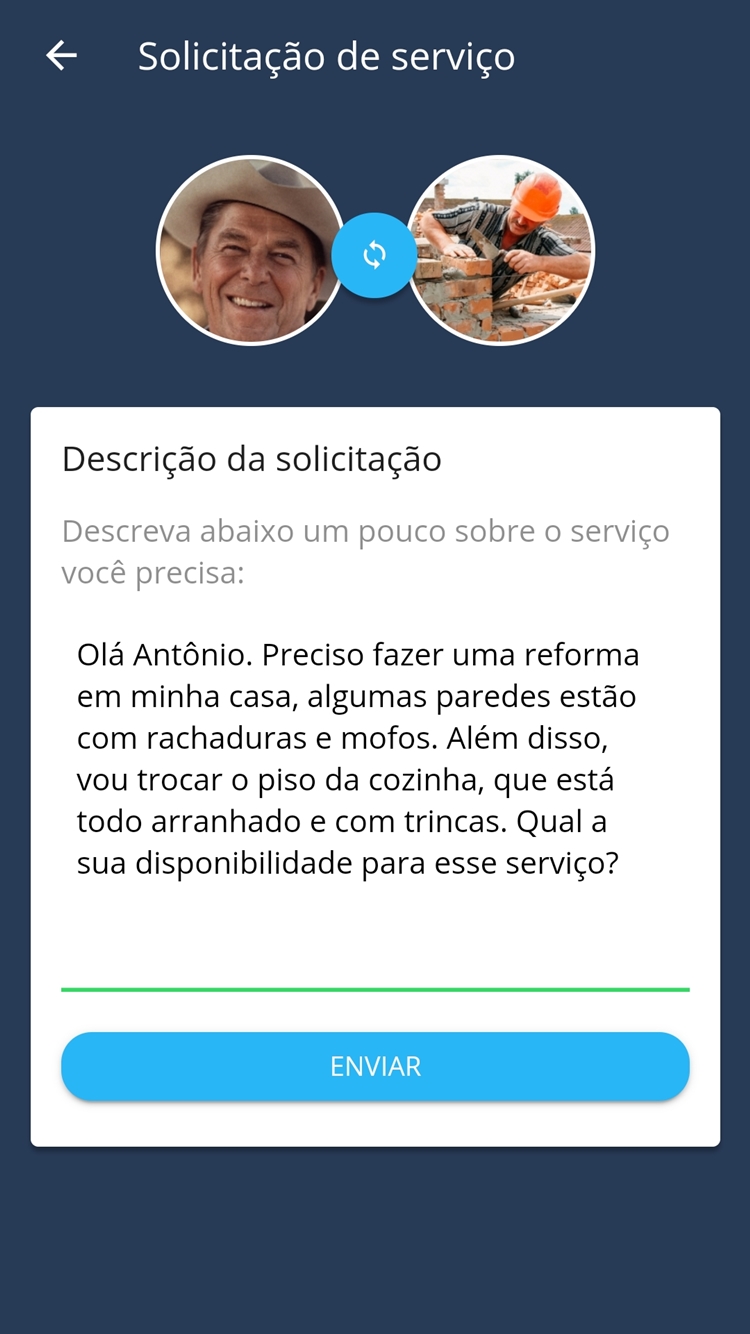 Solicitação de serviço
Descrição da solicitação
Descreva abaixo um pouco sobre o serviço
você precisa:
Olá Antônio. Preciso fazer uma reforma
em minha casa, algumas paredes estão
com rachaduras e mofos. Além disso,
vou trocar o piso da cozinha, que está
todo arranhado e com trincas. Qual a
sua disponibilidade para esse serviço?
ENVIAR